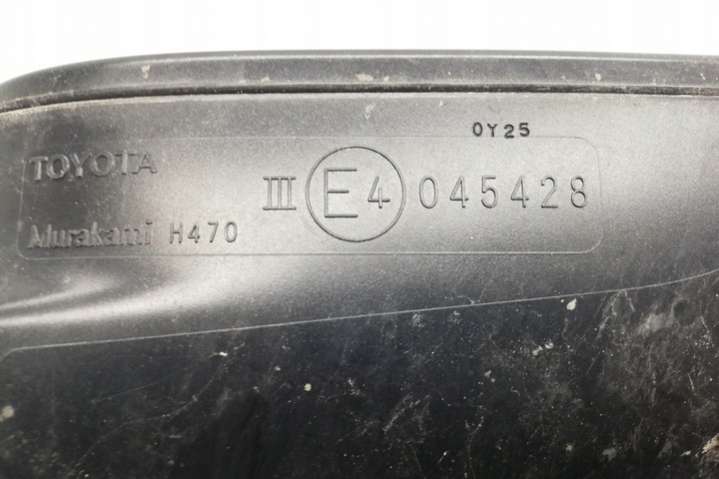 0Y25
TOYOTA
III E4 045428
Murakami H470